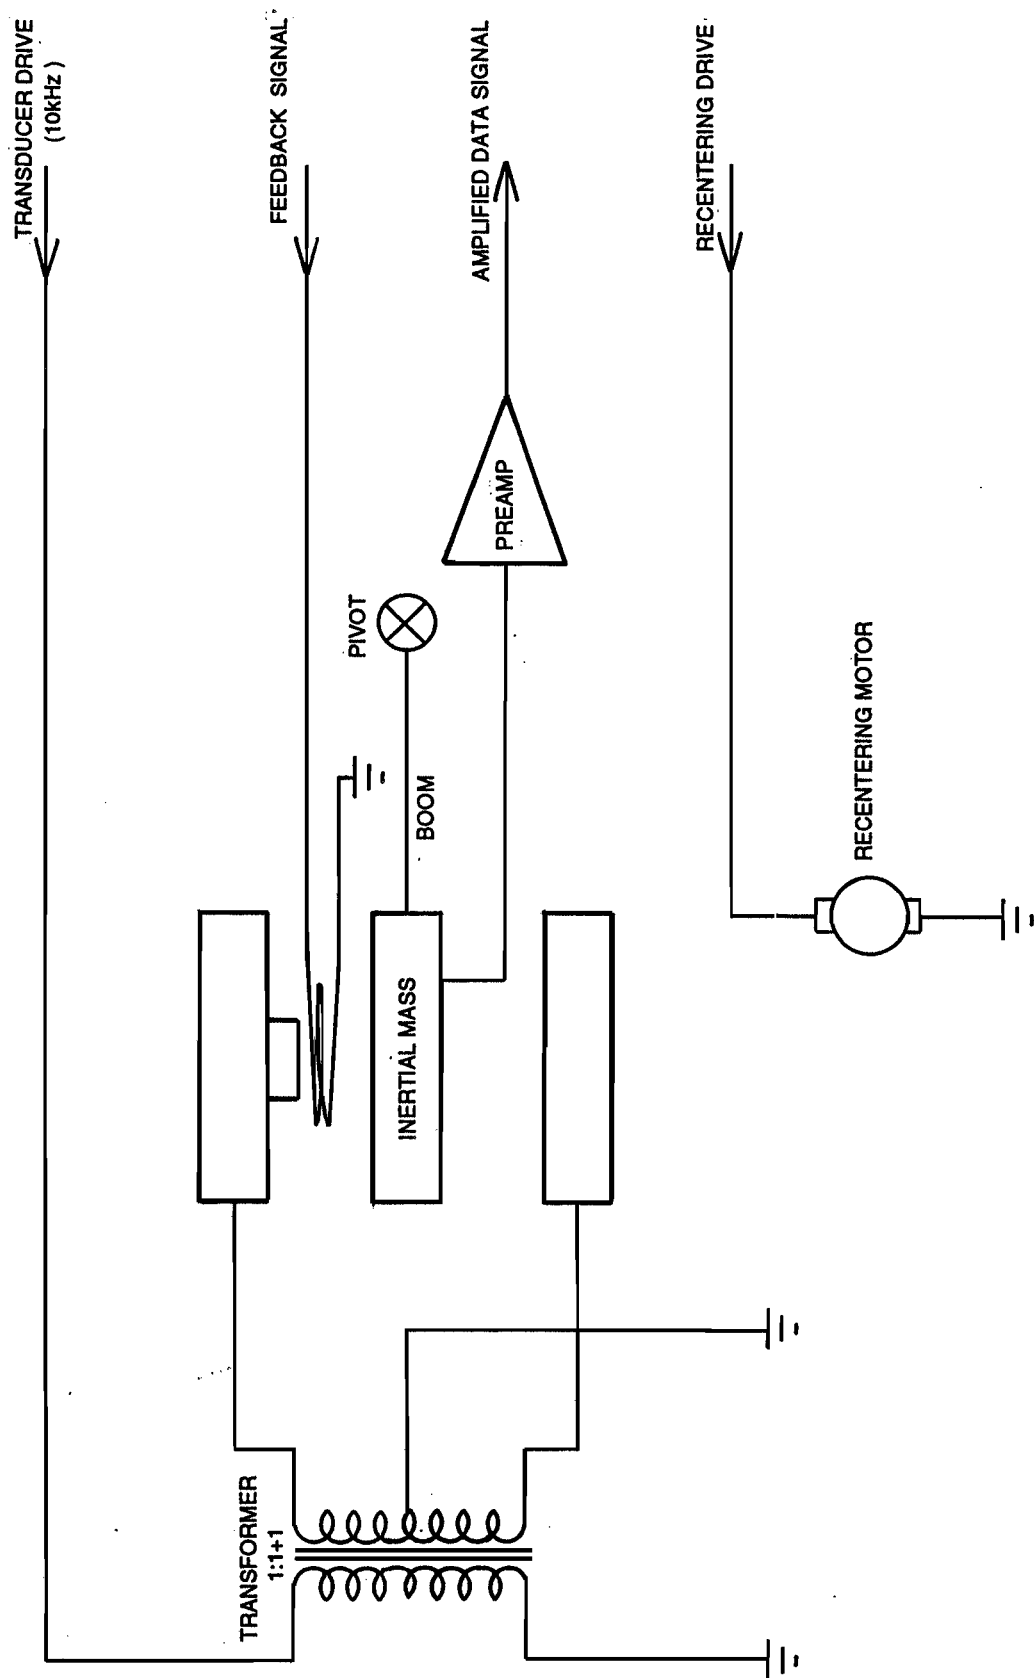 TRANSDUCER DRIVE
(10kHz )
FEEDBACK SIGNAL
AMPLIFIED DATA SIGNAL
RECENTERING DRIVE
PREAMP
PIVOT
BOOM
INERTIAL MASS
RECENTERING MOTOR
TRANSFORMER
1:1+1